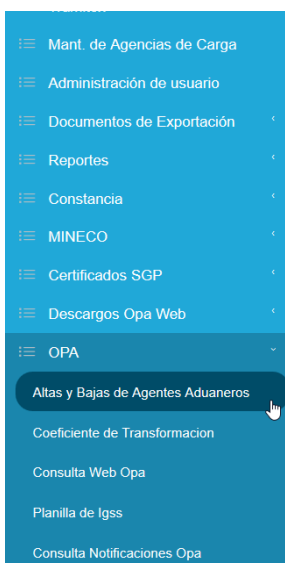 Mant. de Agencias de Carga
Administración de usuario
Documentos de Exportación
Reportes
Constancia
MINECO
Certificados SGP
Descargos Opa Web
OPA
Altas y Bajas de Agentes Aduaneros
Coeficiente de Transformacion
Consulta Web Opa
Planilla de Igss
Consulta Notificaciones Opa